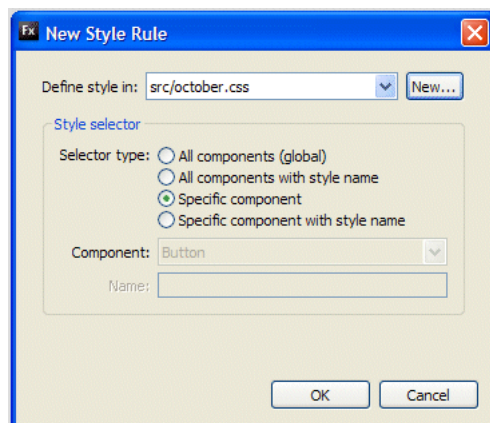 Fx New Style Rule
Define style in: src/october.css New...
Style selector
Selector type: All components (global)
All components with style name
Specific component
Specific component with style name
Component: Button
Name:
OK Cancel